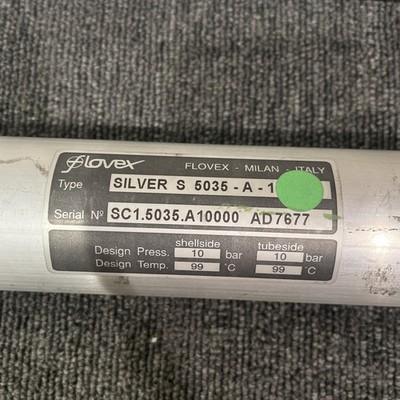 flovex
FLOVEX - MILAN - ITALY
Type SILVER S 5035 - A - 1
Serial Nº SC1.5035.A10000 AD7677
shellside tubeside
Design Press. 10 bar 10 bar
Design Temp. 99 °C 99 °C